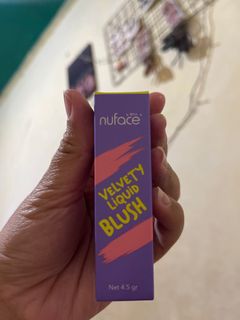 nuface
VELVETY
LIQUID
BLUSH
Net 4.5 gr